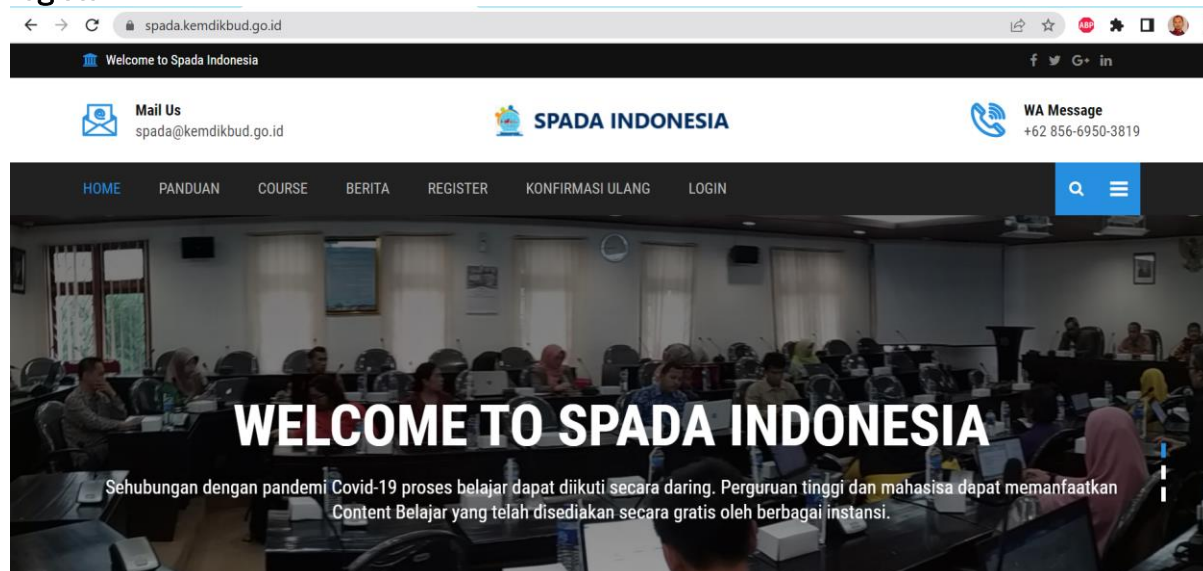 spada.kemdikbud.go.id
ABP
Welcome to Spada Indonesia
f G+ in
Mail Us
spada@kemdikbud.go.id
SPADA INDONESIA
WA Message
+62 856-6950-3819
HOME PANDUAN COURSE BERITA REGISTER KONFIRMASI ULANG LOGIN
WELCOME TO SPADA INDONESIA
Sehubungan dengan pandemi Covid-19 proses belajar dapat diikuti secara daring. Perguruan tinggi dan mahasisa dapat memanfaatkan
Content Belajar yang telah disediakan secara gratis oleh berbagai instansi.